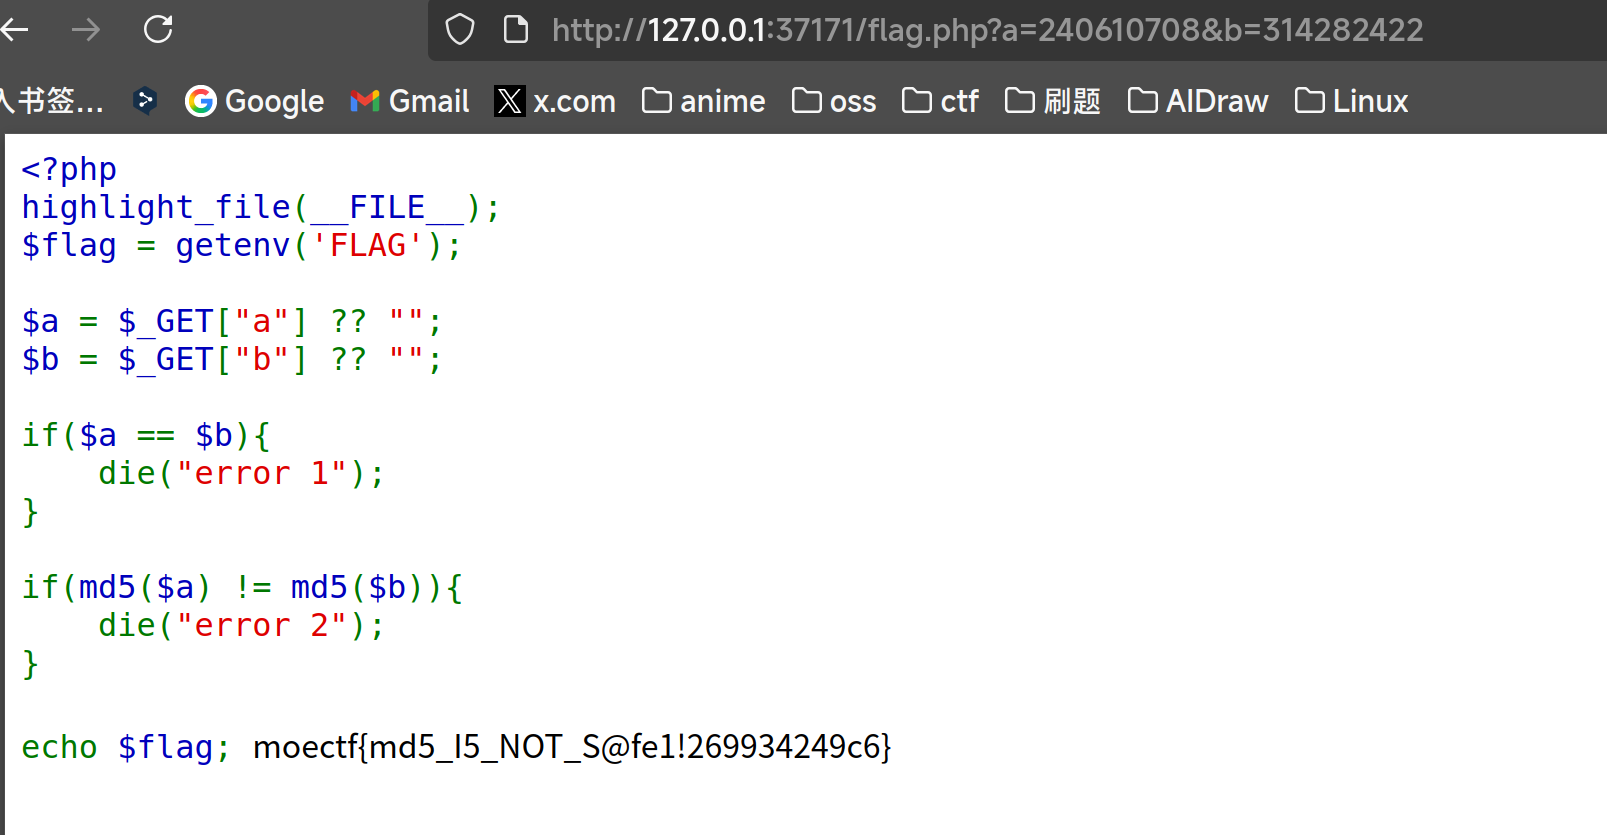 http://127.0.0.1:37171/flag.php?a=240610708&b=314282422
入书签... Google Gmail x.com anime oss ctf 刷题 AIDraw Linux
<?php
highlight_file(__FILE__);
$flag = getenv('FLAG');
$a = $_GET["a"] ?? "";
$b = $_GET["b"] ?? "";
if($a == $b){
    die("error 1");
}
if(md5($a) != md5($b)){
    die("error 2");
}
echo $flag; moectf{md5_I5_NOT_S@fe1!269934249c6}